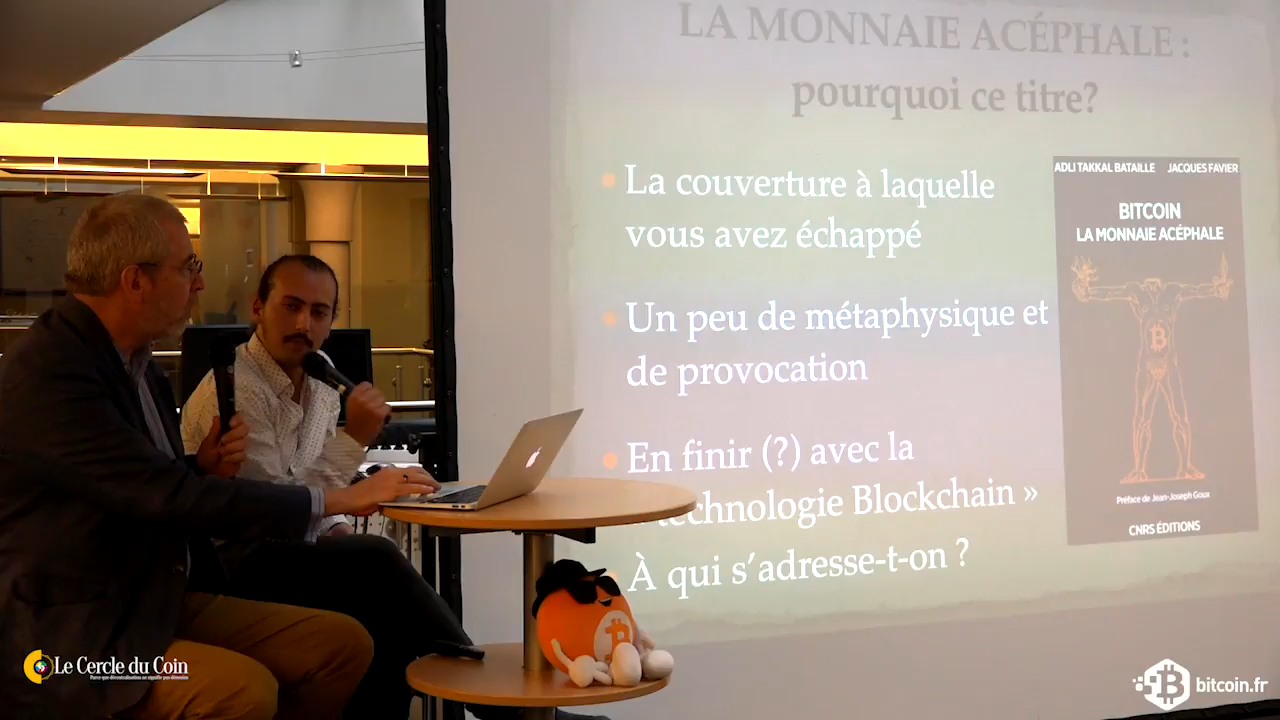 LA MONNAIE ACÉPHALE :
pourquoi ce titre?
La couverture à laquelle
vous avez échappé
Un peu de métaphysique et
de provocation
En finir (?) avec la
technologie Blockchain »
À qui s'adresse-t-on ?
ADLI TAKKAL BATAILLE JACQUES FAVIER
BITCOIN
LA MONNAIE ACÉPHALE
Préface de Jean-Joseph Goux
CNRS ÉDITIONS
Le Cercle du Coin
bitcoin.fr